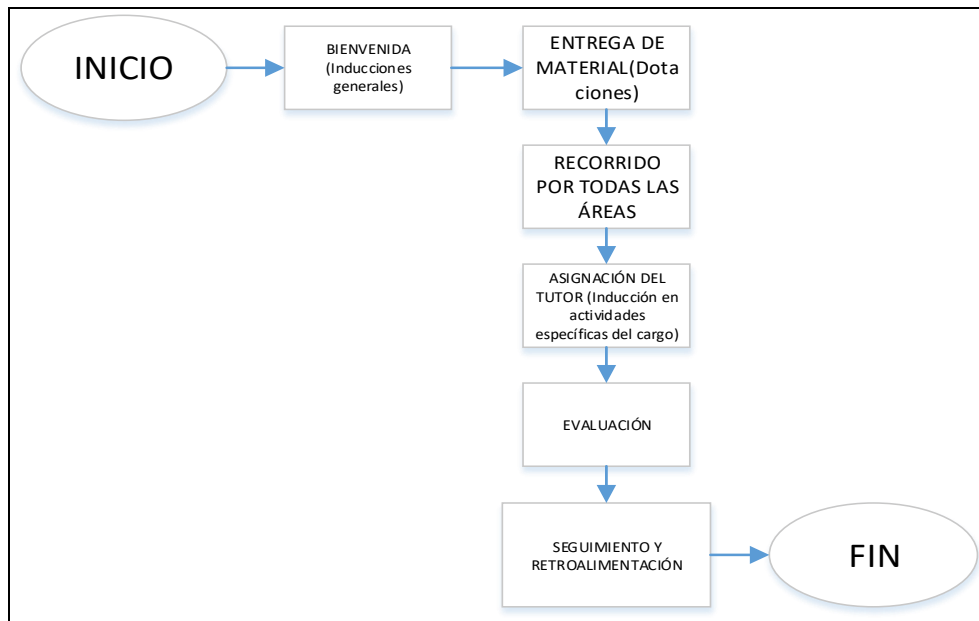 INICIO
BIENVENIDA
(Inducciones
generales)
ENTREGA DE
MATERIAL(Dota
ciones)
RECORRIDO
POR TODAS LAS
ÁREAS
ASIGNACIÓN DEL
TUTOR (Inducción en
actividades
específicas del cargo)
EVALUACIÓN
SEGUIMIENTO Y
RETROALIMENTACIÓN
FIN